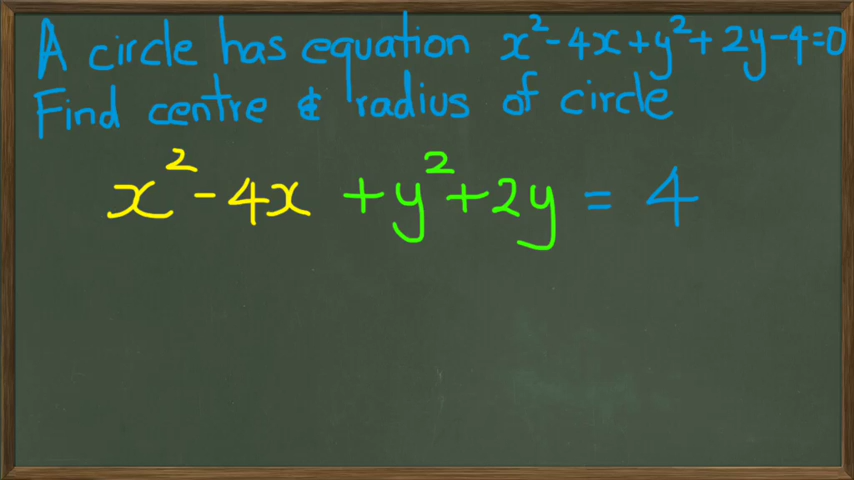 A circle has equation x² - 4x + y² + 2y - 4 = 0
Find centre & radius of circle
x² - 4x + y² + 2y = 4